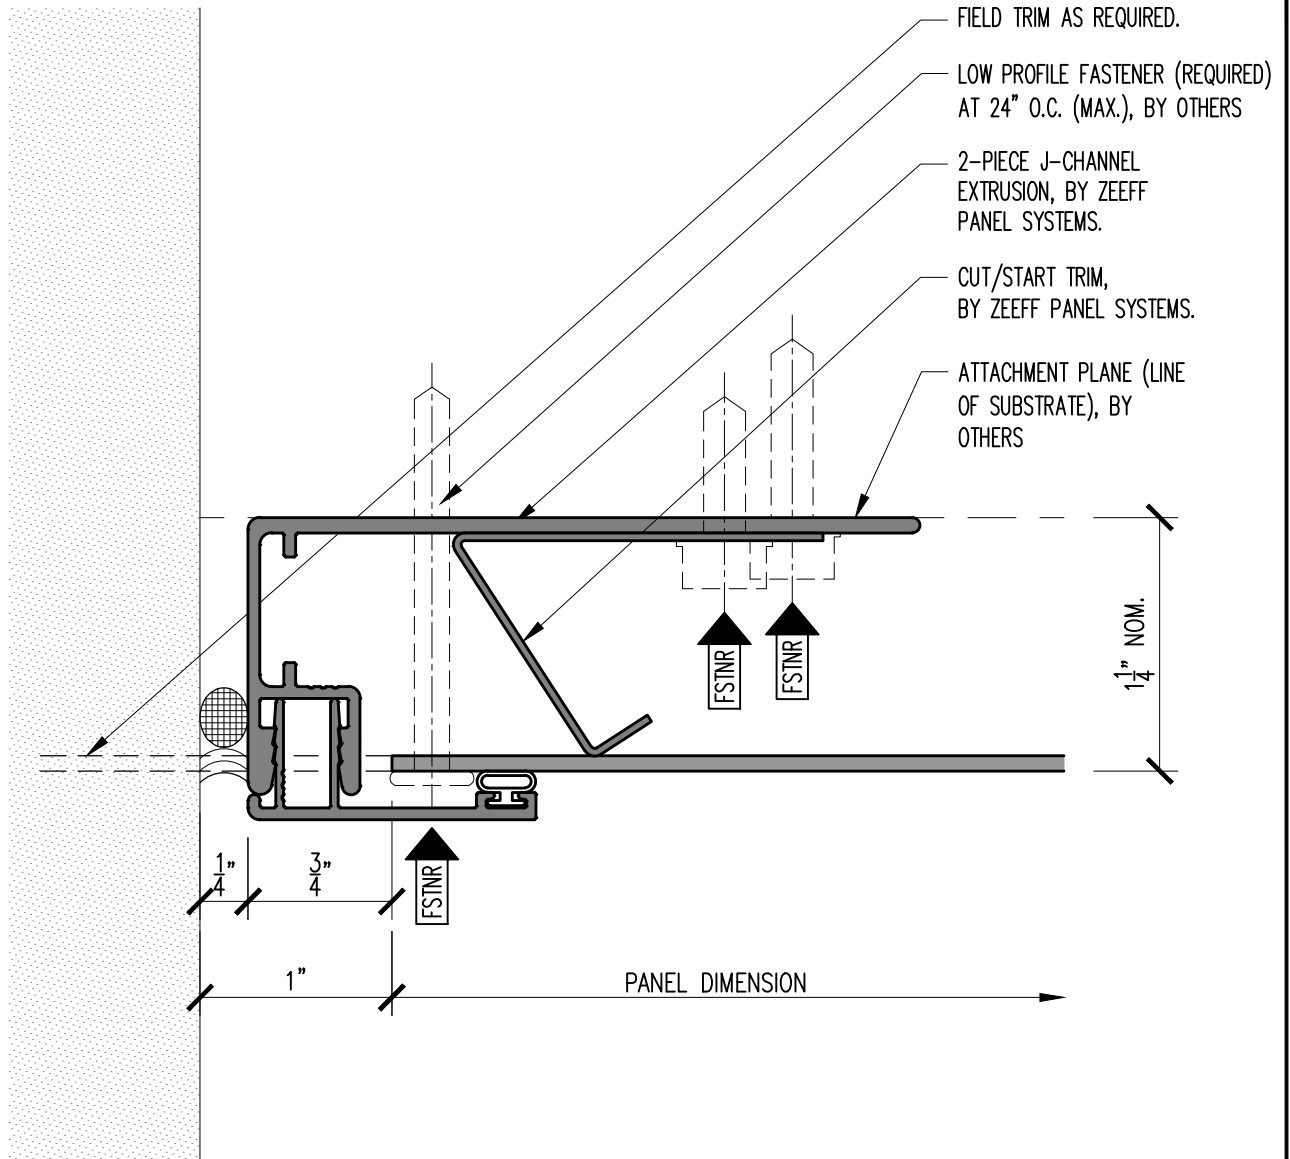 FIELD TRIM AS REQUIRED.
LOW PROFILE FASTENER (REQUIRED)
AT 24" O.C. (MAX.), BY OTHERS
2-PIECE J-CHANNEL
EXTRUSION, BY ZEEFF
PANEL SYSTEMS.
CUT/START TRIM,
BY ZEEFF PANEL SYSTEMS.
ATTACHMENT PLANE (LINE
OF SUBSTRATE), BY
OTHERS
1 1/4" NOM.
FSTNR
FSTNR
FSTNR
1/4"
3/4"
1"
PANEL DIMENSION